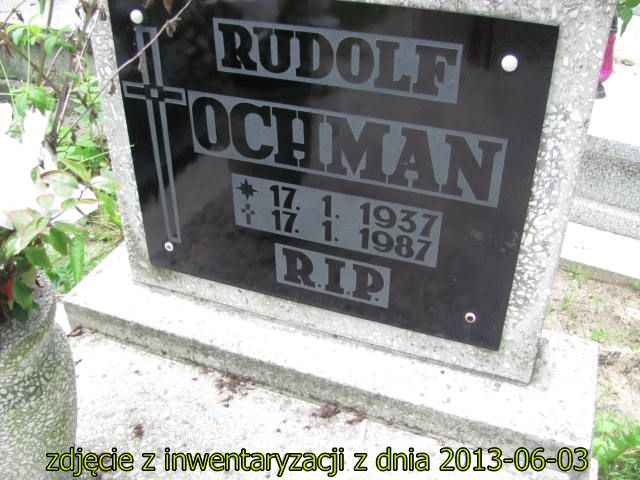 RUDOLF
OCHMAN
* 17. 1. 1937
† 17. 1. 1987
R.I.P.
zdjęcie z inwentaryzacji z dnia 2013-06-03